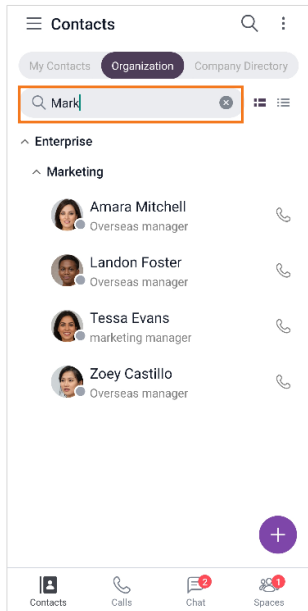 Contacts
My Contacts Organization Company Directory
Mark
Enterprise
Marketing
Amara Mitchell
Overseas manager
Landon Foster
Overseas manager
Tessa Evans
marketing manager
Zoey Castillo
Overseas manager
2 1
Contacts Calls Chat Spaces